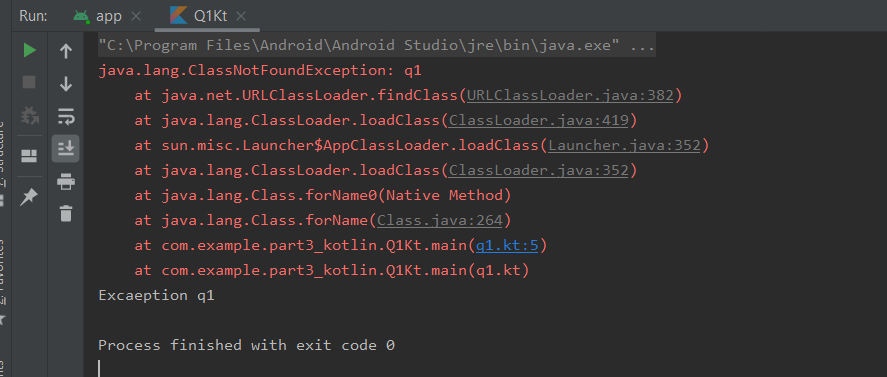 Run: app × Q1Kt ×
"C:\Program Files\Android\Android Studio\jre\bin\java.exe" ...
java.lang.ClassNotFoundException: q1
at java.net.URLClassLoader.findClass(URLClassLoader.java:382)
at java.lang.ClassLoader.loadClass(ClassLoader.java:419)
at sun.misc.Launcher$AppClassLoader.loadClass(Launcher.java:352)
at java.lang.ClassLoader.loadClass(ClassLoader.java:352)
at java.lang.Class.forName0(Native Method)
at java.lang.Class.forName(Class.java:264)
at com.example.part3_kotlin.Q1Kt.main(q1.kt:5)
at com.example.part3_kotlin.Q1Kt.main(q1.kt)
Excaeption q1
Process finished with exit code 0
Z: Structure
2: Favorites